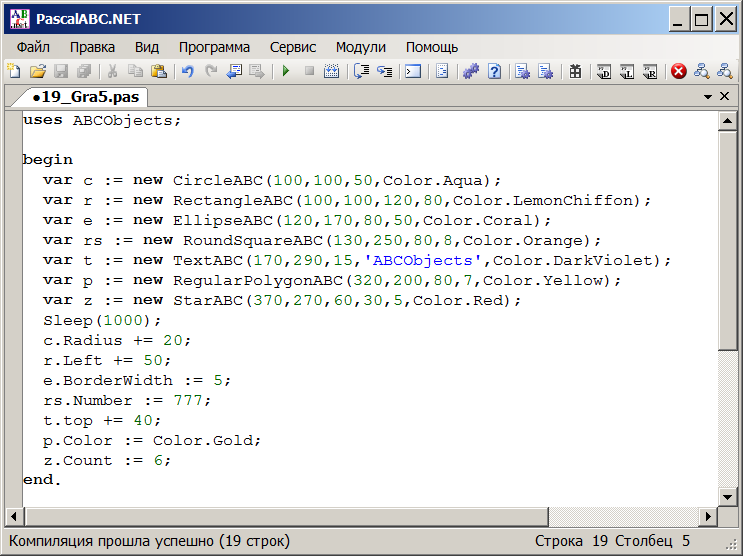 PascalABC.NET
Файл Правка Вид Программа Сервис Модули Помощь
•19_Gra5.pas
uses ABCObjects;
begin
var c := new CircleABC(100,100,50,Color.Aqua);
var r := new RectangleABC(100,100,120,80,Color.LemonChiffon);
var e := new EllipseABC(120,170,80,50,Color.Coral);
var rs := new RoundSquareABC(130,250,80,8,Color.Orange);
var t := new TextABC(170,290,15,'ABCObjects',Color.DarkViolet);
var p := new RegularPolygonABC(320,200,80,7,Color.Yellow);
var z := new StarABC(370,270,60,30,5,Color.Red);
Sleep(1000);
c.Radius += 20;
r.Left += 50;
e.BorderWidth := 5;
rs.Number := 777;
t.top += 40;
p.Color := Color.Gold;
z.Count := 6;
end.
Компиляция прошла успешно (19 строк) Строка 19 Столбец 5